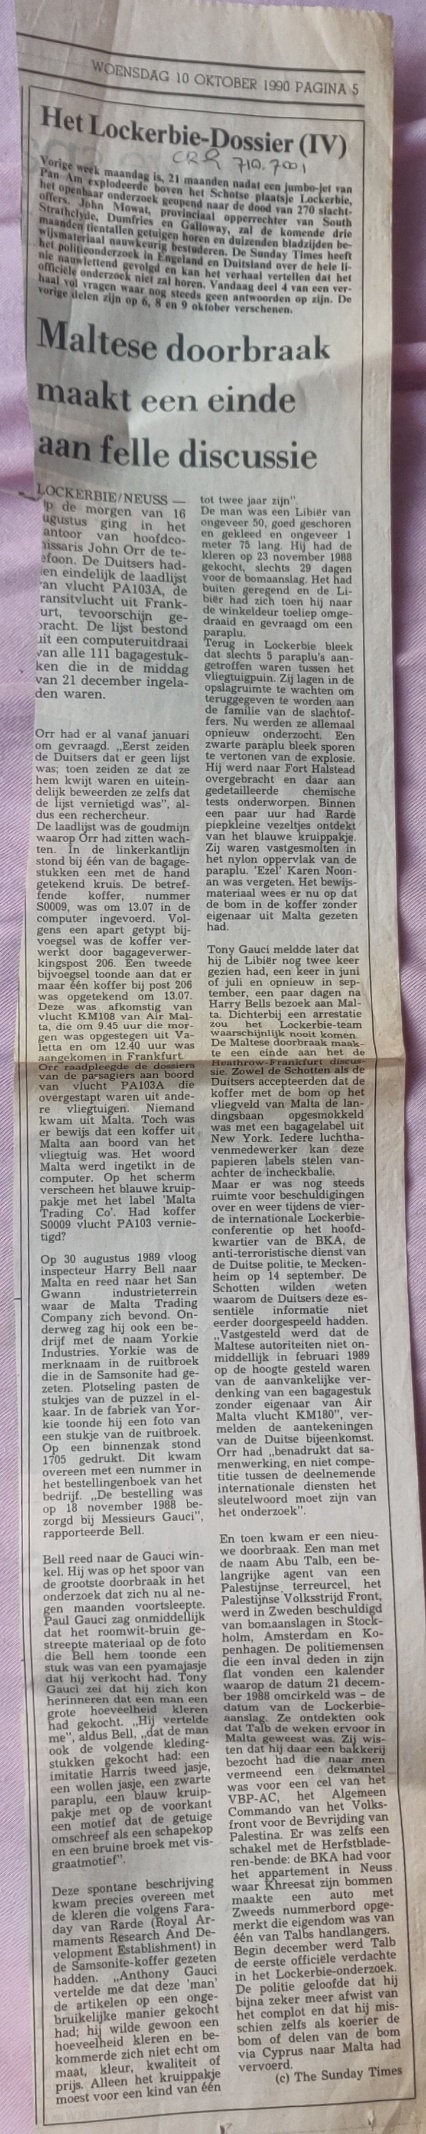 WOENSDAG 10 OKTOBER 1990 PAGINA 5
Het Lockerbie-Dossier (IV)
CRR 710.7001
Vorige week maandag is, 21 maanden nadat een jumbo-jet van
Pan Am explodeerde boven het Schotse plaatsje Lockerbie,
het openbaar onderzoek geopend naar de dood van 270 slacht-
offers. John Mowat, provinciaal opperrechter van South
Strathclyde, Dumfries en Galloway, zal de komende drie
maanden tientallen getuigen horen en duizenden bladzijden be-
wijsmateriaal nauwkeurig bestuderen. De Sunday Times heeft
het politieonderzoek in Engeland en Duitsland over de hele li-
nie nauwlettend gevolgd en kan het verhaal vertellen dat het
officiële onderzoek niet zal horen. Vandaag deel 4 van een ver-
haal vol vragen waar nog steeds geen antwoorden op zijn. De
vorige delen zijn op 6, 8 en 9 oktober verschenen.
Maltese doorbraak
maakt een einde
aan felle discussie
LOCKERBIE/NEUSS —
ip de morgen van 16
ugustus ging in het
antoor van hoofdco-
nissaris John Orr de te-
efoon. De Duitsers had-
en eindelijk de laadlijst
an vlucht PA103A, de
ransitvlucht uit Frank-
urt, tevoorschijn ge-
racht. De lijst bestond
uit een computeruitdraai
van alle 111 bagagestuk-
ken die in de middag
van 21 december ingela-
den waren.
Orr had er al vanaf januari
om gevraagd. „Eerst zeiden
de Duitsers dat er geen lijst
was; toen zeiden ze dat ze
hem kwijt waren en uitein-
delijk beweerden ze zelfs dat
de lijst vernietigd was”, al-
dus een rechercheur.
De laadlijst was de goudmijn
waarop Orr had zitten wach-
ten. In de linkerkantlijn
stond bij één van de bagage-
stukken een met de hand
getekend kruis. De betref-
fende koffer, nummer
S0009, was om 13.07 in de
computer ingevoerd. Vol-
gens een apart getypt bij-
voegsel was de koffer ver-
werkt door bagageverwer-
kingspost 206. Een tweede
bijvoegsel toonde aan dat er
maar één koffer bij post 206
was opgetekend om 13.07.
Deze was afkomstig van
vlucht KM108 van Air Mal-
ta, die om 9.45 uur die mor-
gen was opgestegen uit Va-
letta en om 12.40 uur was
aangekomen in Frankfurt.
Orr raadpleegde de dossiers
van de passagiers aan boord
van vlucht PA103A die
overgestapt waren uit ande-
re vliegtuigen. Niemand
kwam uit Malta. Toch was
er bewijs dat een koffer uit
Malta aan boord van het
vliegtuig was. Het woord
Malta werd ingetikt in de
computer. Op het scherm
verscheen het blauwe kruip-
pakje met het label 'Malta
Trading Co'. Had koffer
S0009 vlucht PA103 vernie-
tigd?
Op 30 augustus 1989 vloog
inspecteur Harry Bell naar
Malta en reed naar het San
Gwann industrieterrein
waar de Malta Trading
Company zich bevond. On-
derweg zag hij ook een be-
drijf met de naam Yorkie
Industries. Yorkie was de
merknaam in de ruitbroek
die in de Samsonite had ge-
zeten. Plotseling pasten de
stukjes van de puzzel in el-
kaar. In de fabriek van Yor-
kie toonde hij een foto van
een stukje van de ruitbroek.
Op een binnenzak stond
1705 gedrukt. Dit kwam
overeen met een nummer in
het bestellingenboek van het
bedrijf. „De bestelling was
op 18 november 1988 be-
zorgd bij Messieurs Gauci”,
rapporteerde Bell.
Bell reed naar de Gauci win-
kel. Hij was op het spoor van
de grootste doorbraak in het
onderzoek dat zich nu al ne-
gen maanden voortsleepte.
Paul Gauci zag onmiddellijk
dat het roomwit-bruin ge-
streepte materiaal op de foto
die Bell hem toonde een
stuk was van een pyjamajasje
dat hij verkocht had. Tony
Gauci zei dat hij zich kon
herinneren dat een man een
grote hoeveelheid kleren
had gekocht. „Hij vertelde
me”, aldus Bell, „dat de man
ook de volgende kleding-
stukken gekocht had: een
imitatie Harris tweed jasje,
een wollen jasje, een zwarte
paraplu, een blauw kruip-
pakje met op de voorkant
een motief dat de getuige
omschreef als een schapekop
en een bruine broek met vis-
graatmotief”.
Deze spontane beschrijving
kwam precies overeen met
de kleren die volgens Fara-
day van Rarde (Royal Ar-
maments Research And De-
velopment Establishment) in
de Samsonite-koffer gezeten
hadden. „Anthony Gauci
vertelde me dat deze 'man'
de artikelen op een onge-
bruikelijke manier gekocht
had; hij wilde gewoon een
hoeveelheid kleren en be-
kommerde zich niet echt om
maat, kleur, kwaliteit of
prijs. Alleen het kruippakje
moest voor een kind van één
tot twee jaar zijn”.
De man was een Libiër van
ongeveer 50, goed geschoren
en gekleed en ongeveer 1
meter 75 lang. Hij had de
kleren op 23 november 1988
gekocht, slechts 29 dagen
voor de bomaanslag. Het had
buiten geregend en de Li-
biër had zich toen hij naar
de winkeldeur toeliep omge-
draaid en gevraagd om een
paraplu.
Terug in Lockerbie bleek
dat slechts 5 paraplu's aan-
getroffen waren tussen het
vliegtuigpuin. Zij lagen in de
opslagruimte te wachten om
teruggeven te worden aan
de familie van de slachtof-
fers. Nu werden ze allemaal
opnieuw onderzocht. Een
zwarte paraplu bleek sporen
te vertonen van de explosie.
Hij werd naar Fort Halstead
overgebracht en daar aan
gedetailleerde chemische
tests onderworpen. Binnen
een paar uur had Rarde
piepkleine vezeltjes ontdekt
van het blauwe kruippakje.
Zij waren vastgesmolten in
het nylon oppervlak van de
paraplu. 'Ezel' Karen Noon-
an was vergeten. Het bewijs-
materiaal wees er nu op dat
de bom in de koffer zonder
eigenaar uit Malta gezeten
had.
Tony Gauci meldde later dat
hij de Libiër nog twee keer
gezien had, een keer in juni
of juli en opnieuw in sep-
tember, een paar dagen na
Harry Bells bezoek aan Mal-
ta. Dichterbij een arrestatie
zou het Lockerbie-team
waarschijnlijk nooit komen.
De Maltese doorbraak maak-
te een einde aan het de
Heathrow-Frankfurt discus-
sie. Zowel de Schotten als de
Duitsers accepteerden dat de
koffer met de bom op het
vliegveld van Malta de lan-
dingsbaan opgesmokkeld
was met een bagagelabel uit
New York. Iedere luchtha-
venmedewerker kan deze
papieren labels stelen van-
achter de incheckbalie.
Maar er was nog steeds
ruimte voor beschuldigingen
over en weer tijdens de vier-
de internationale Lockerbie-
conferentie op het hoofd-
kwartier van de BKA, de
anti-terroristische dienst van
de Duitse politie, te Mecken-
heim op 14 september. De
Schotten wilden weten
waarom de Duitsers deze es-
sentiële informatie niet
eerder doorgespeeld hadden.
„Vastgesteld werd dat de
Maltese autoriteiten niet on-
middellijk in februari 1989
op de hoogte gesteld waren
van de aanvankelijke ver-
denking van een bagagestuk
zonder eigenaar van Air
Malta vlucht KM180”, ver-
melden de aantekeningen
van de Duitse bijeenkomst.
Orr had „benadrukt dat sa-
menwerking, en niet compe-
titie tussen de deelnemende
internationale diensten het
sleutelwoord moet zijn van
het onderzoek”.
En toen kwam er een nieu-
we doorbraak. Een man met
de naam Abu Talb, een be-
langrijke agent van een
Palestijnse terreurcel, het
Palestijnse Volksstrijd Front,
werd in Zweden beschuldigd
van bomaanslagen in Stock-
holm, Amsterdam en Ko-
penhagen. De politiemensen
die een inval deden in zijn
flat vonden een kalender
waarop de datum 21 decem-
ber 1988 omcirkeld was – de
datum van de Lockerbie-
aanslag. Ze ontdekten ook
dat Talb de weken ervoor in
Malta geweest was. Zij wis-
ten dat hij daar een bakkerij
bezocht had die naar men
vermeend een dekmantel
was voor een cel van het
VBP-AC, het Algemeen
Commando van het Volks-
front voor de Bevrijding van
Palestina. Er was zelfs een
schakel met de Herfstblade-
ren-bende: de BKA had voor
het appartement in Neuss
waar Khreesat zijn bommen
maakte een auto met
Zweeds nummerbord opge-
merkt die eigendom was van
één van Talbs handlangers.
Begin december werd Talb
de eerste officiële verdachte
in het Lockerbie-onderzoek.
De politie geloofde dat hij
bijna zeker meer afwist van
het complot en dat hij mis-
schien zelfs als koerier de
bom of delen van de bom
via Cyprus naar Malta had
vervoerd.
(c) The Sunday Times